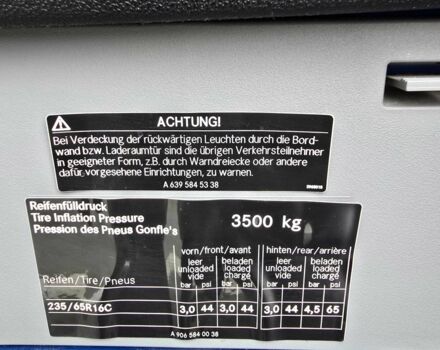 ACHTUNG!
Bei Verdeckung der rückwärtigen Leuchten durch die Bord-
wand bzw. Laderaumtür sind die übrigen Verkehrsteilnehmer
in geeigneter Form, z.B. durch Warndreiecke oder andere
dafür vorgesehene Einrichtungen, zu warnen.
A 639 584 53 38
Reifenfülldruck
Tire Inflation Pressure
Pression des Pneus Gonfle's
3500 kg
vorn/front/avant hinten/rear/arrière
leer beladen leer beladen
unloaded loaded unloaded loaded
vide chargé vide chargé
Reifen/Tire/Pneus bar psi bar psi bar psi bar psi
235/65R16C 3,0 44 3,0 44 3,0 44 4,5 65
A 906 584 00 38